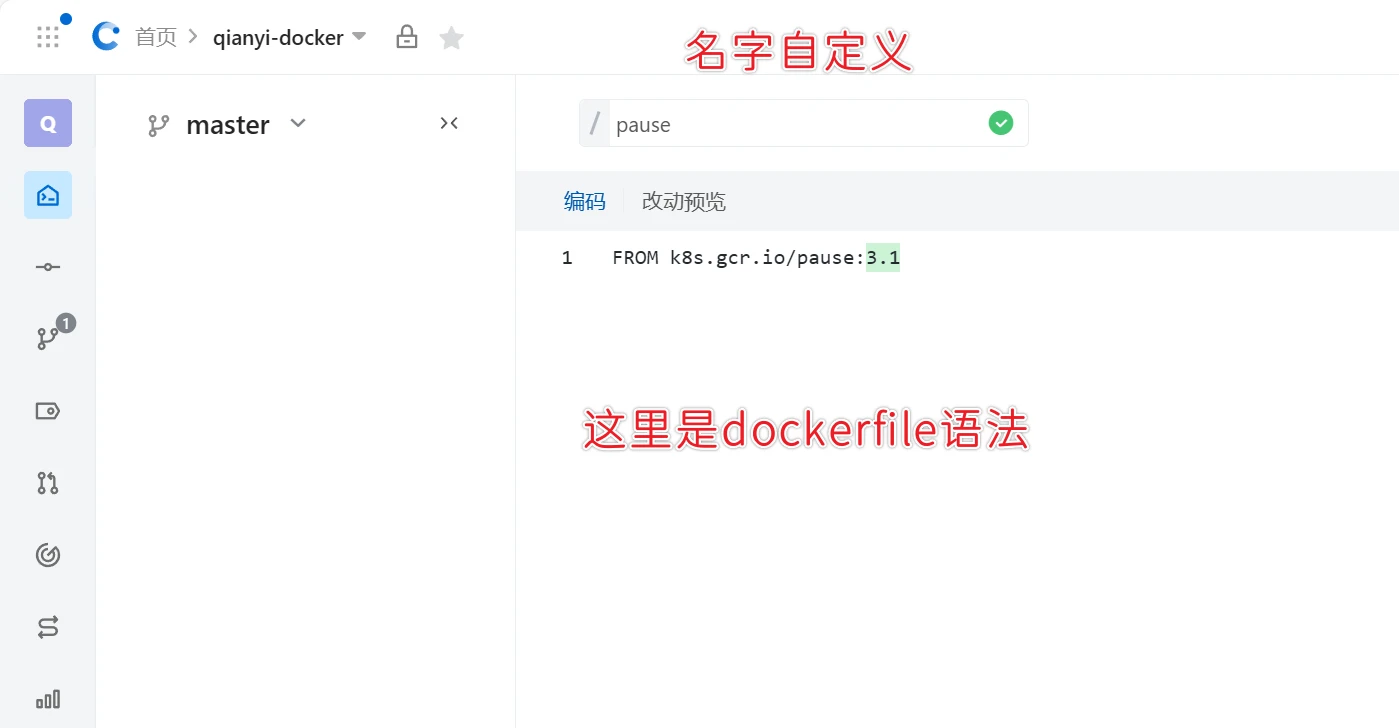 首页 > qianyi-docker
名字自定义
Q
master
/ pause
编码 改动预览
1 FROM k8s.gcr.io/pause:3.1
1
这里是dockerfile语法